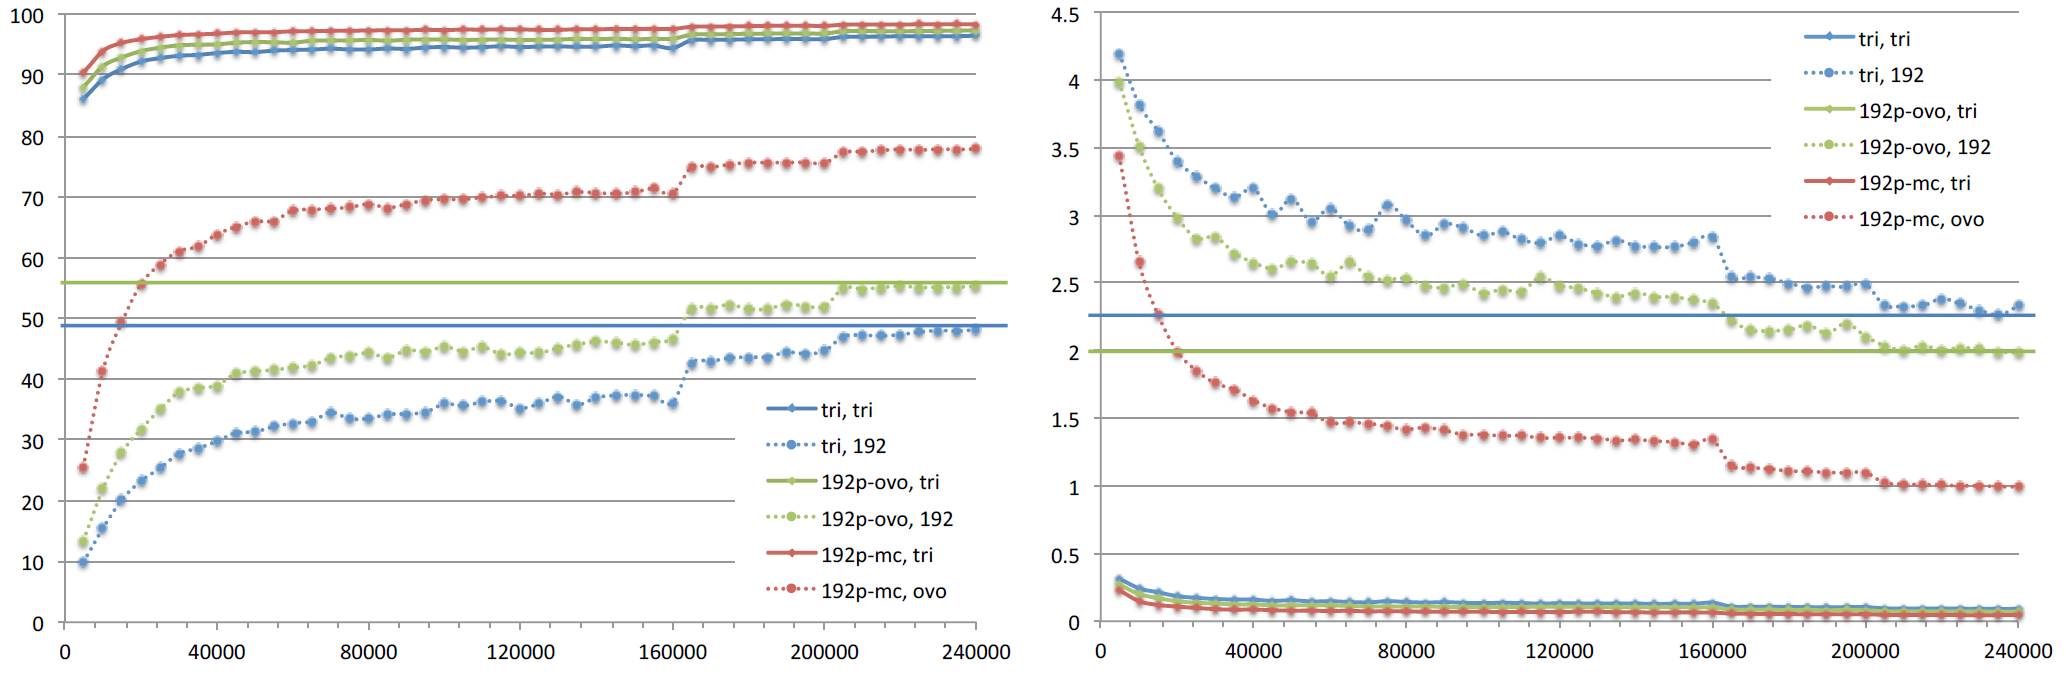 100
90
80
70
60
50
40
30
20
10
0
0 40000 80000 120000 160000 200000 240000
tri, tri
tri, 192
192p-ovo, tri
192p-ovo, 192
192p-mc, tri
192p-mc, ovo
4.5
4
3.5
3
2.5
2
1.5
1
0.5
0
0 40000 80000 120000 160000 200000 240000
tri, tri
tri, 192
192p-ovo, tri
192p-ovo, 192
192p-mc, tri
192p-mc, ovo